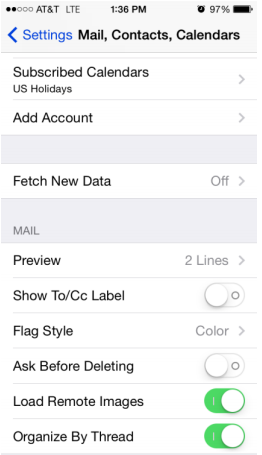 AT&T LTE 1:36 PM 97%
Settings Mail, Contacts, Calendars
Subscribed Calendars
US Holidays
Add Account
Fetch New Data Off
MAIL
Preview 2 Lines
Show To/Cc Label
Flag Style Color
Ask Before Deleting
Load Remote Images
Organize By Thread